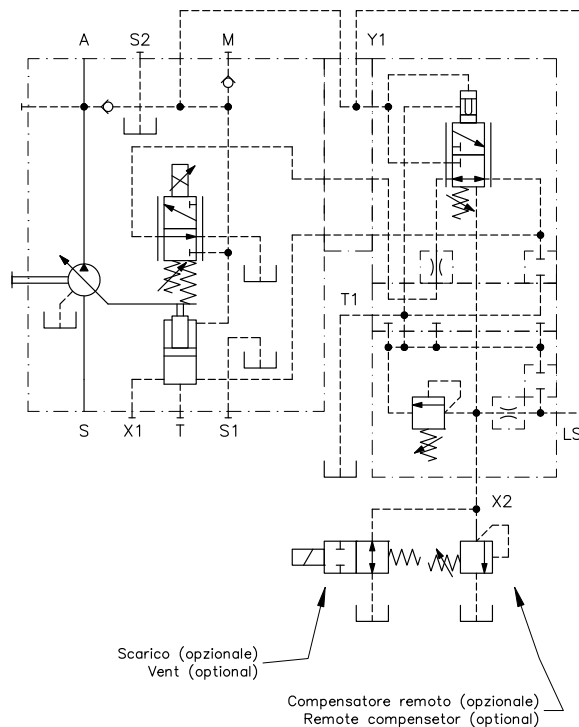 A
S2
M
Y1
T1
S
X1
T
S1
LS
X2
Scarico (opzionale)
Vent (optional)
Compensatore remoto (opzionale)
Remote compensetor (optional)